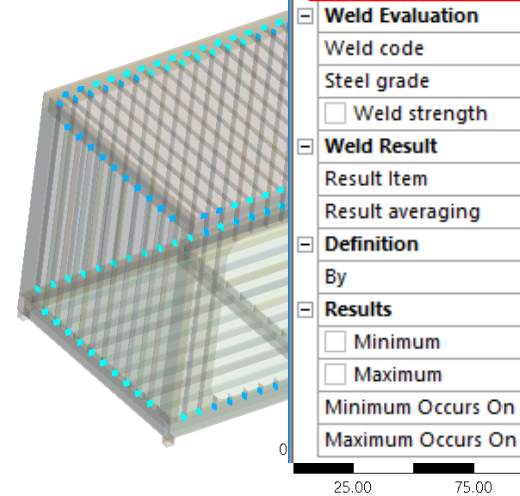 Weld Evaluation
Weld code
Steel grade
Weld strength
Weld Result
Result Item
Result averaging
Definition
By
Results
Minimum
Maximum
Minimum Occurs On
Maximum Occurs On
0
25.00 75.00